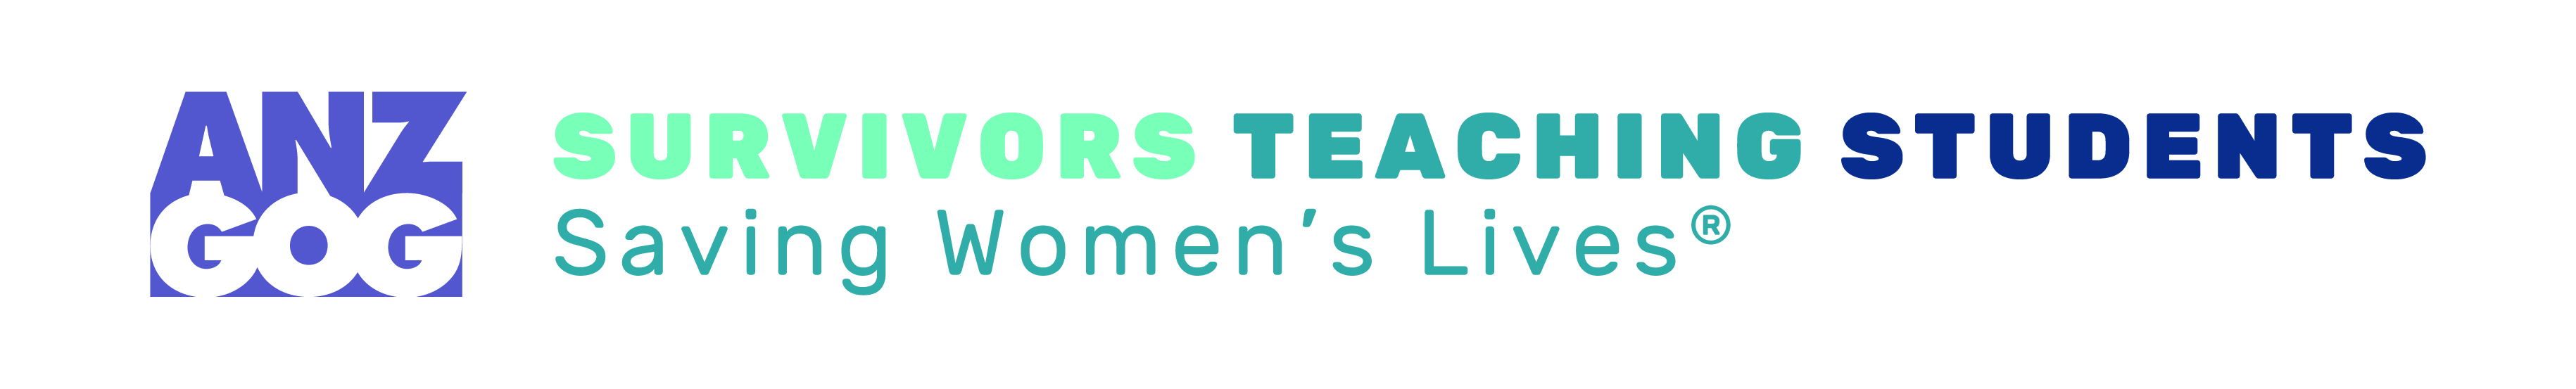 ANZ
GOG
SURVIVORS TEACHING STUDENTS
Saving Women’s Lives®